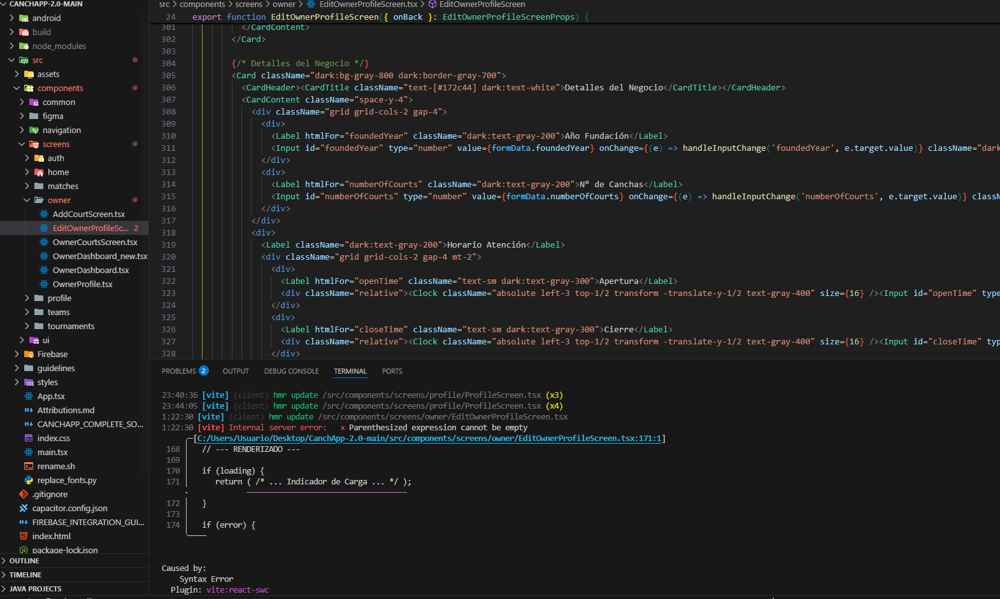 CANCHAPP-2.0-MAIN
android
build
node_modules
src
assets
components
common
figma
navigation
screens
auth
home
matches
owner
AddCourtScreen.tsx
EditOwnerProfileSc... 2
OwnerCourtsScreen.tsx
OwnerDashboard_new.tsx
OwnerDashboard.tsx
OwnerProfile.tsx
profile
teams
tournaments
ui
Firebase
guidelines
styles
App.tsx
Attributions.md
CANCHAPP_COMPLETE_SO...
index.css
main.tsx
rename.sh
replace_fonts.py
.gitignore
capacitor.config.json
FIREBASE_INTEGRATION_GUI...
index.html
package-lock.json
OUTLINE
TIMELINE
JAVA PROJECTS
src > components > screens > owner > EditOwnerProfileScreen.tsx > EditOwnerProfileScreen
24 export function EditOwnerProfileScreen({ onBack }: EditOwnerProfileScreenProps) {
301 </CardContent>
302 </Card>
303
304 {/* Detalles del Negocio */}
305 <Card className="dark:bg-gray-800 dark:border-gray-700">
306 <CardHeader><CardTitle className="text-[#172c44] dark:text-white">Detalles del Negocio</CardTitle></CardHeader>
307 <CardContent className="space-y-4">
308 <div className="grid grid-cols-2 gap-4">
309 <div>
310 <Label htmlFor="foundedYear" className="dark:text-gray-200">Año Fundación</Label>
311 <Input id="foundedYear" type="number" value={formData.foundedYear} onChange={(e) => handleInputChange('foundedYear', e.target.value)} className="dark
312 </div>
313 <div>
314 <Label htmlFor="numberOfCourts" className="dark:text-gray-200">Nº de Canchas</Label>
315 <Input id="numberOfCourts" type="number" value={formData.numberOfCourts} onChange={(e) => handleInputChange('numberOfCourts', e.target.value)} classN
316 </div>
317 </div>
318 <div>
319 <Label className="dark:text-gray-200">Horario Atención</Label>
320 <div className="grid grid-cols-2 gap-4 mt-2">
321 <div>
322 <Label htmlFor="openTime" className="text-sm dark:text-gray-300">Apertura</Label>
323 <div className="relative"><Clock className="absolute left-3 top-1/2 transform -translate-y-1/2 text-gray-400" size={16} /><Input id="openTime" type
324 </div>
325 <div>
326 <Label htmlFor="closeTime" className="text-sm dark:text-gray-300">Cierre</Label>
327 <div className="relative"><Clock className="absolute left-3 top-1/2 transform -translate-y-1/2 text-gray-400" size={16} /><Input id="closeTime" typ
328 </div>
PROBLEMS 2 OUTPUT DEBUG CONSOLE TERMINAL PORTS
23:40:36 [vite] (client) hmr update /src/components/screens/profile/ProfileScreen.tsx (x3)
23:44:05 [vite] (client) hmr update /src/components/screens/profile/ProfileScreen.tsx (x4)
1:22:30 [vite] (client) hmr update /src/components/screens/owner/EditOwnerProfileScreen.tsx
1:22:30 [vite] Internal server error: × Parenthesized expression cannot be empty
[C:/Users/Usuario/Desktop/CanchApp-2.0-main/src/components/screens/owner/EditOwnerProfileScreen.tsx:171:1]
168 // --- RENDERIZADO ---
169
170 if (loading) {
171 return ( /* ... Indicador de Carga ... */ );
172 }
173
174 if (error) {
Caused by:
Syntax Error
Plugin: vite:react-swc